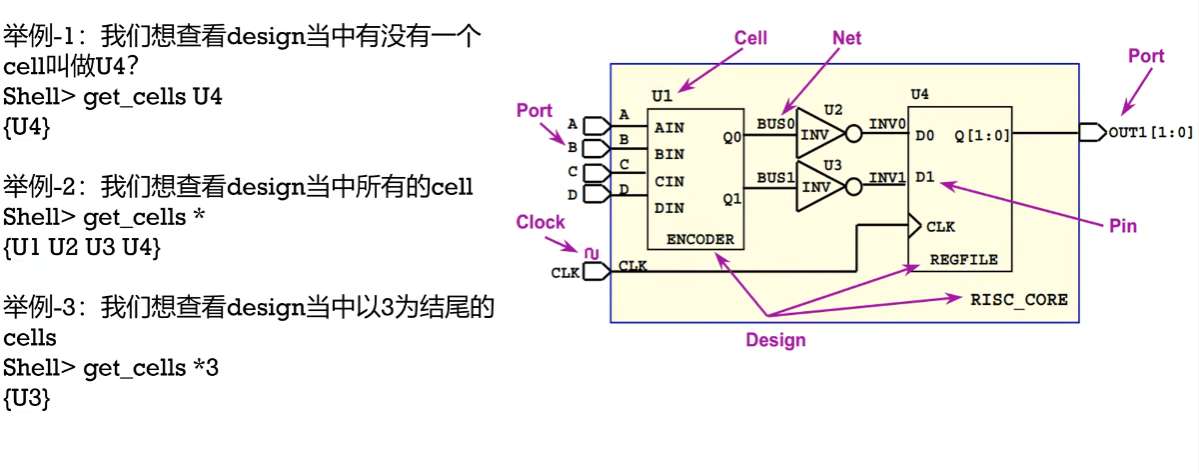 举例-1：我们想查看design当中有没有一个
cell叫做U4？
Shell> get_cells U4
{U4}
举例-2：我们想查看design当中所有的cell
Shell> get_cells *
{U1 U2 U3 U4}
举例-3：我们想查看design当中以3为结尾的
cells
Shell> get_cells *3
{U3}
Cell
Net
Port
Port
U1
U2
U4
A
A
AIN
Q0
BUS0
INV
INV0
D0
Q[1:0]
OUT1[1:0]
B
B
BIN
U3
C
C
CIN
BUS1
INV
INV1
D1
D
D
DIN
Q1
Pin
Clock
CLK
ENCODER
CLK
CLK
REGFILE
RISC_CORE
Design